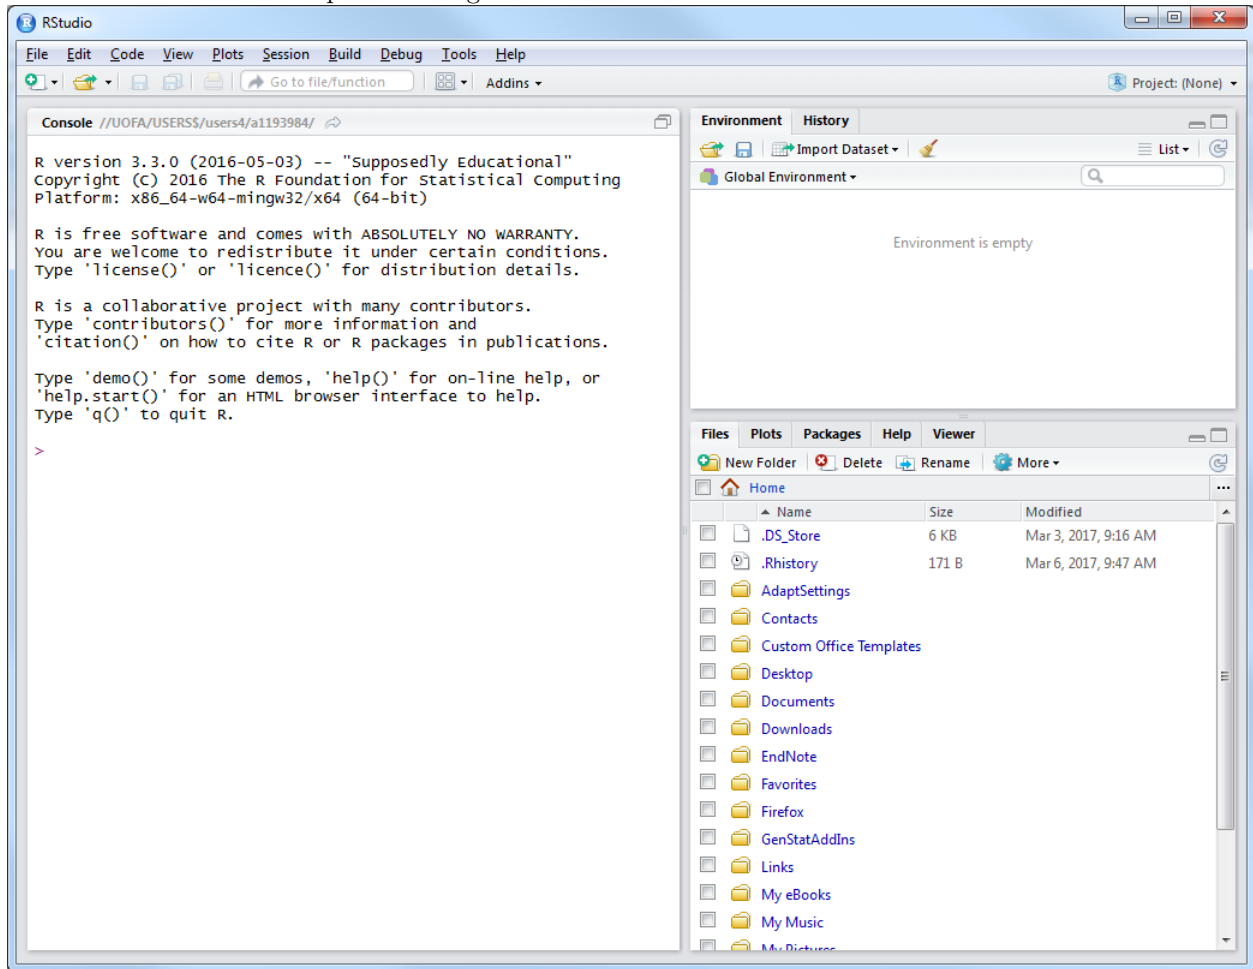 RStudio
File Edit Code View Plots Session Build Debug Tools Help
Go to file/function Addins Project: (None)
Console //UOFA/USERS$/users4/a1193984/
R version 3.3.0 (2016-05-03) -- "Supposedly Educational"
Copyright (C) 2016 The R Foundation for Statistical Computing
Platform: x86_64-w64-mingw32/x64 (64-bit)
R is free software and comes with ABSOLUTELY NO WARRANTY.
You are welcome to redistribute it under certain conditions.
Type 'license()' or 'licence()' for distribution details.
R is a collaborative project with many contributors.
Type 'contributors()' for more information and
'citation()' on how to cite R or R packages in publications.
Type 'demo()' for some demos, 'help()' for on-line help, or
'help.start()' for an HTML browser interface to help.
Type 'q()' to quit R.
>
Environment History
Import Dataset List
Global Environment
Environment is empty
Files Plots Packages Help Viewer
New Folder Delete Rename More
Home ...
Name Size Modified
.DS_Store 6 KB Mar 3, 2017, 9:16 AM
.Rhistory 171 B Mar 6, 2017, 9:47 AM
AdaptSettings
Contacts
Custom Office Templates
Desktop
Documents
Downloads
EndNote
Favorites
Firefox
GenStatAddIns
Links
My eBooks
My Music
My Pictures